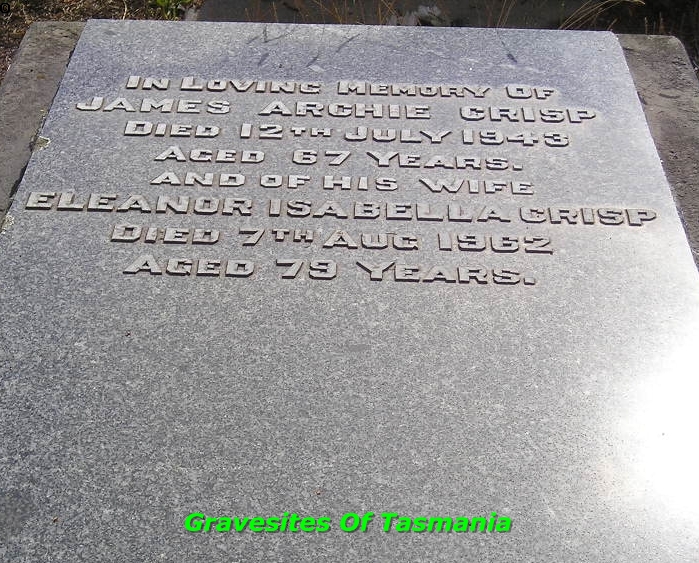 In Loving Memory Of
JAMES ARCHIE CRISP
Died 12th July 1943
Aged 67 Years.
AND OF HIS WIFE
ELEANOR ISABELLA CRISP
Died 7th Aug 1962
Aged 79 Years.
Gravesites Of Tasmania